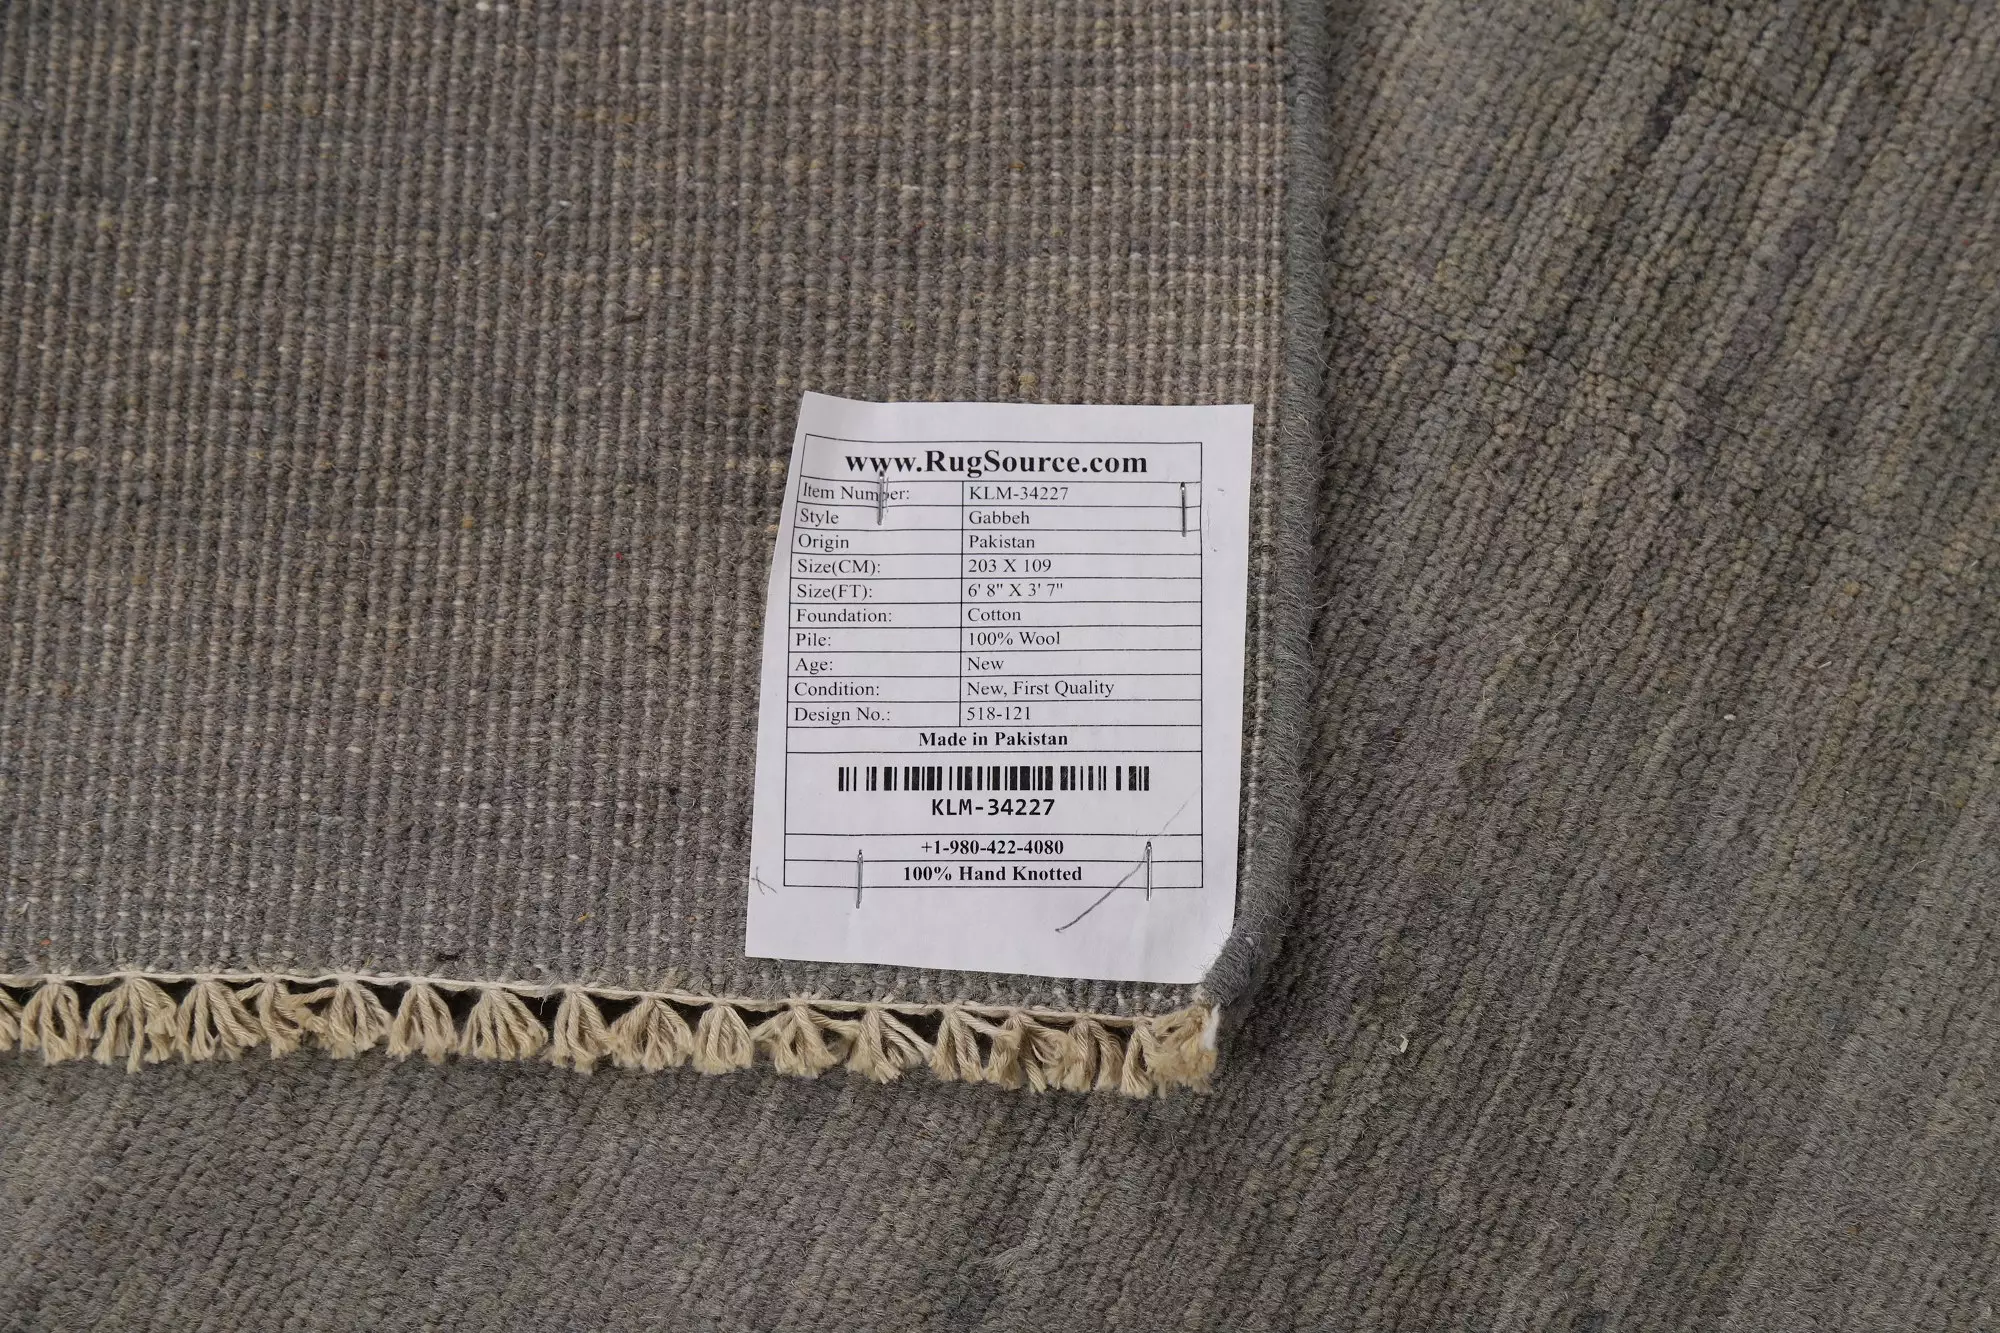 www.RugSource.com
Item Number: KLM-34227
Style Gabbeh
Origin Pakistan
Size(CM): 203 X 109
Size(FT): 6' 8" X 3' 7"
Foundation: Cotton
Pile: 100% Wool
Age: New
Condition: New, First Quality
Design No.: 518-121
Made in Pakistan
KLM-34227
+1-980-422-4080
100% Hand Knotted